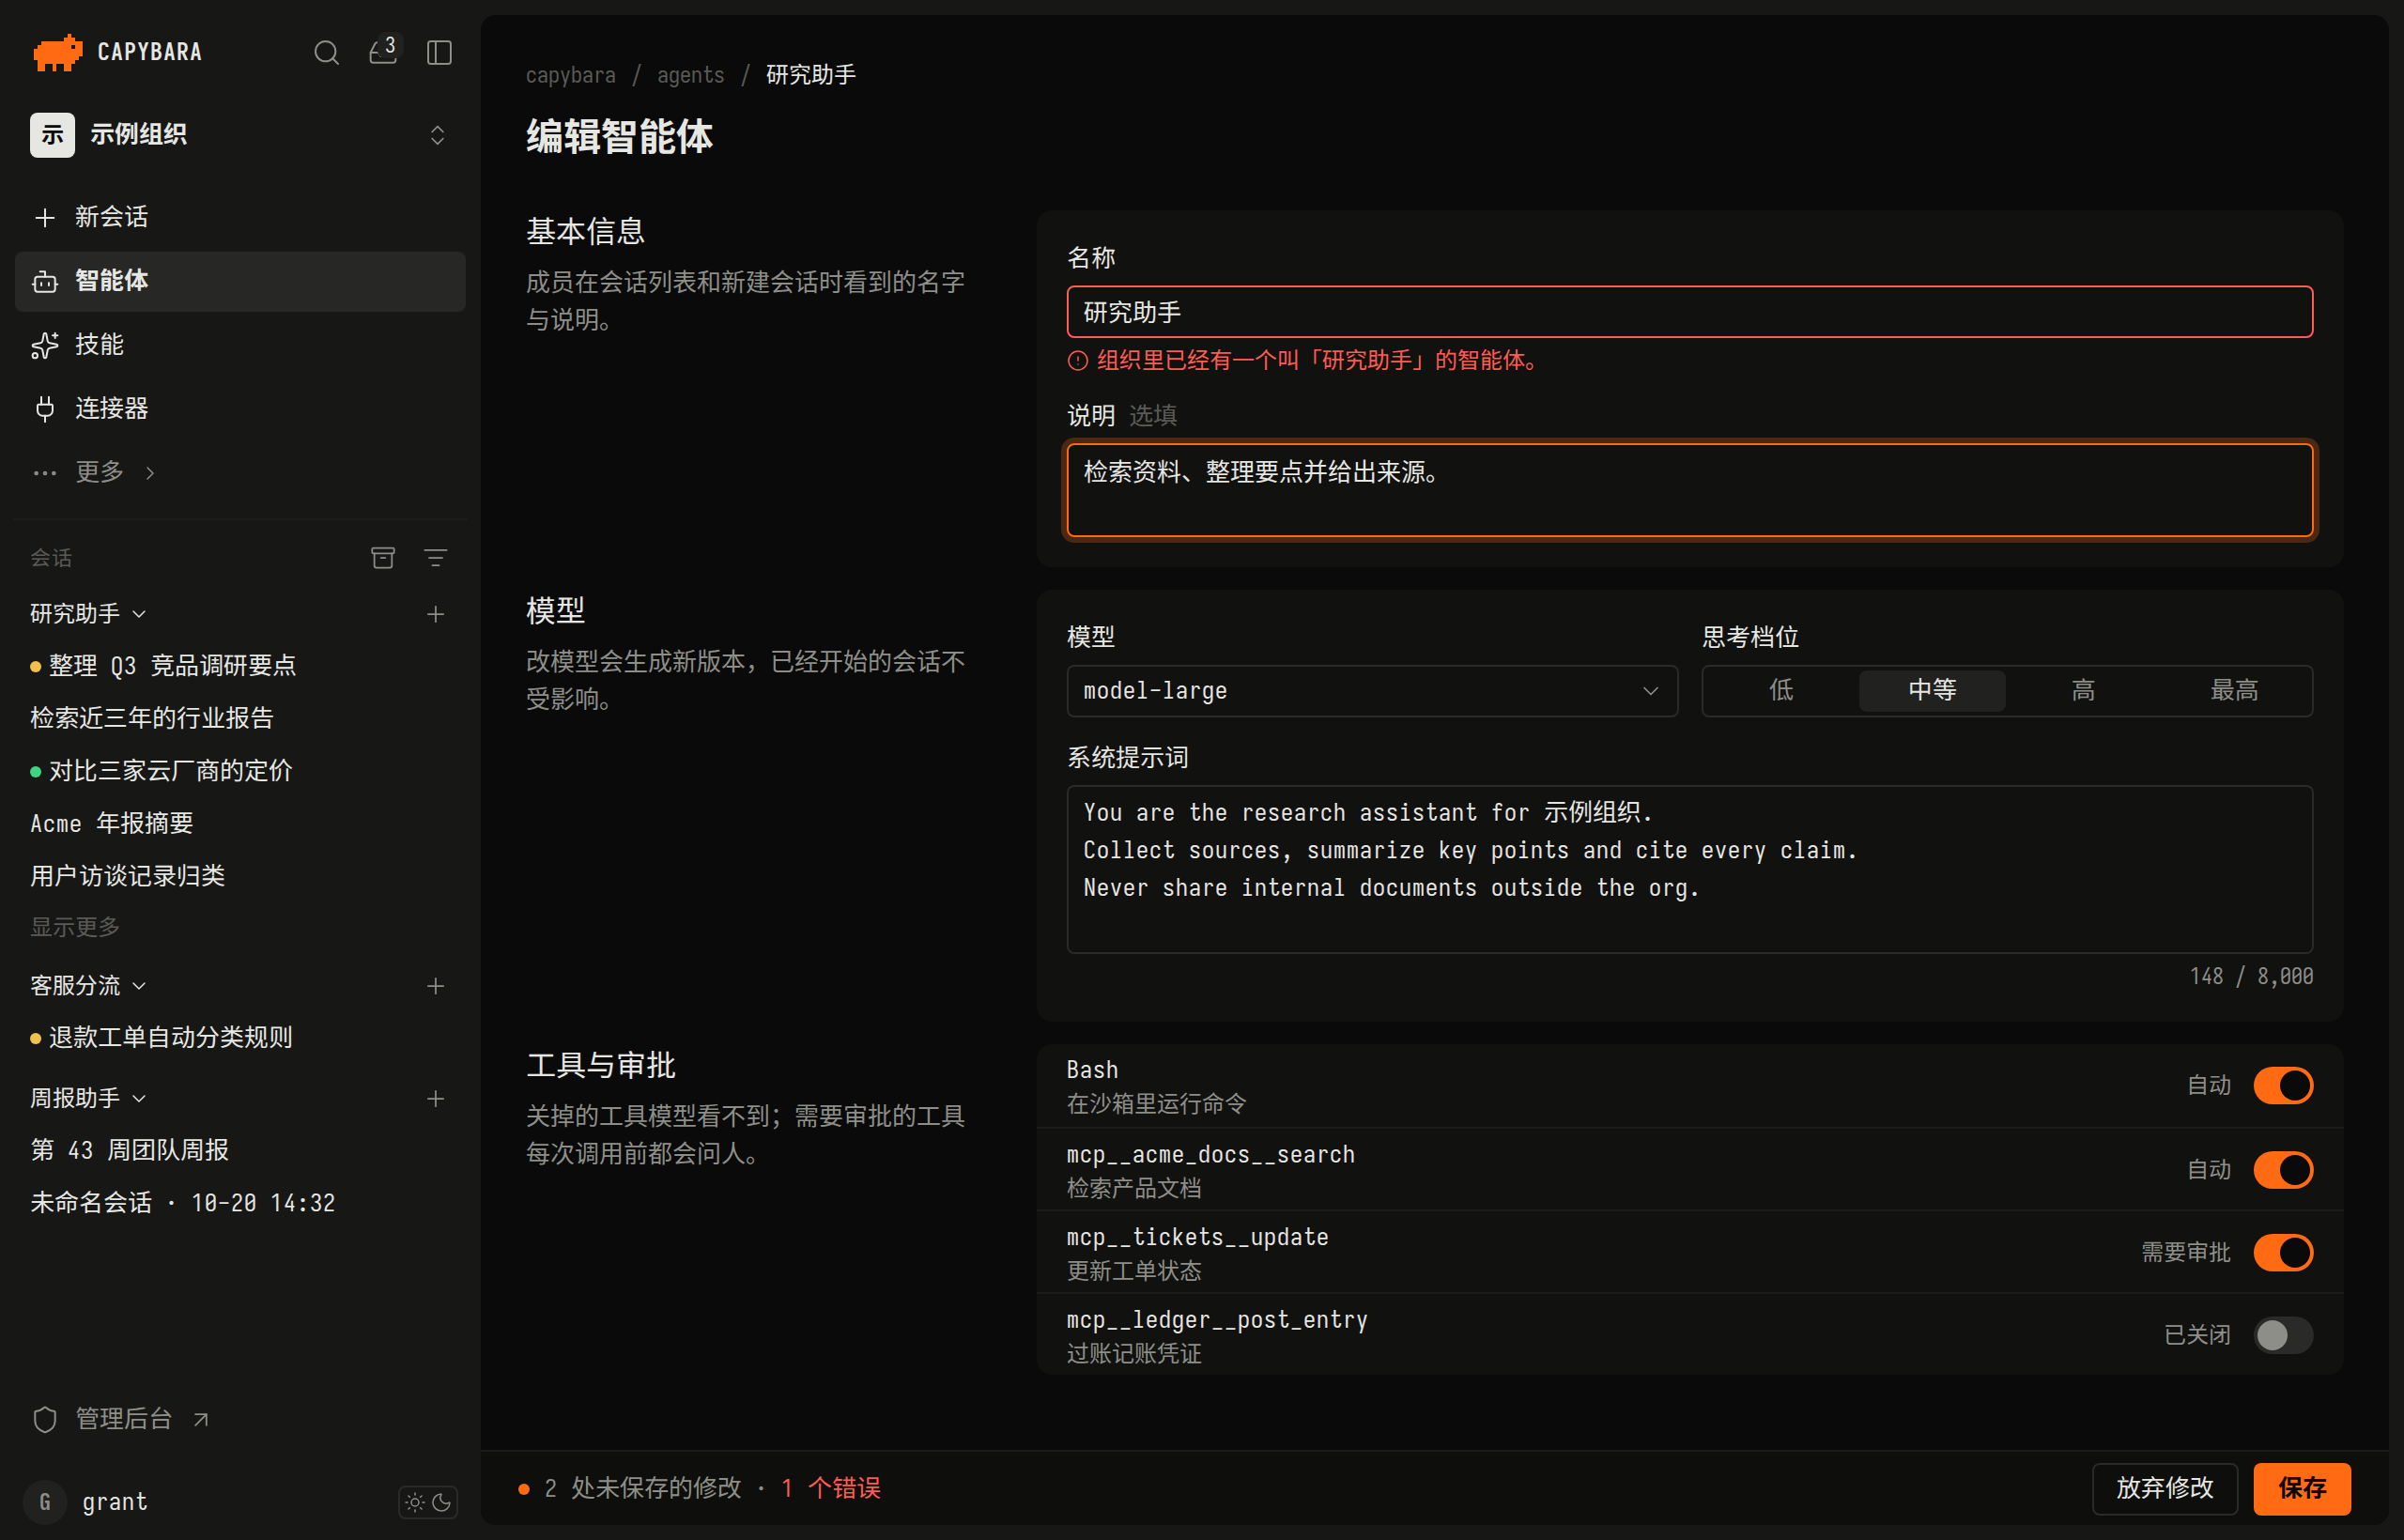 CAPYBARA
3
示 示例组织
新会话
智能体
技能
连接器
更多
会话
研究助手
整理 Q3 竞品调研要点
检索近三年的行业报告
对比三家云厂商的定价
Acme 年报摘要
用户访谈记录归类
显示更多
客服分流
退款工单自动分类规则
周报助手
第 43 周团队周报
未命名会话 · 10-20 14:32
管理后台
G grant
capybara / agents / 研究助手
编辑智能体
基本信息
成员在会话列表和新建会话时看到的名字
与说明。
名称
研究助手
组织里已经有一个叫「研究助手」的智能体。
说明 选填
检索资料、整理要点并给出来源。
模型
改模型会生成新版本，已经开始的会话不
受影响。
模型
model-large
思考档位
低 中等 高 最高
系统提示词
You are the research assistant for 示例组织.
Collect sources, summarize key points and cite every claim.
Never share internal documents outside the org.
148 / 8,000
工具与审批
关掉的工具模型看不到；需要审批的工具
每次调用前都会问人。
Bash
在沙箱里运行命令
自动
mcp__acme_docs__search
检索产品文档
自动
mcp__tickets__update
更新工单状态
需要审批
mcp__ledger__post_entry
过账记账凭证
已关闭
2 处未保存的修改 · 1 个错误
放弃修改
保存